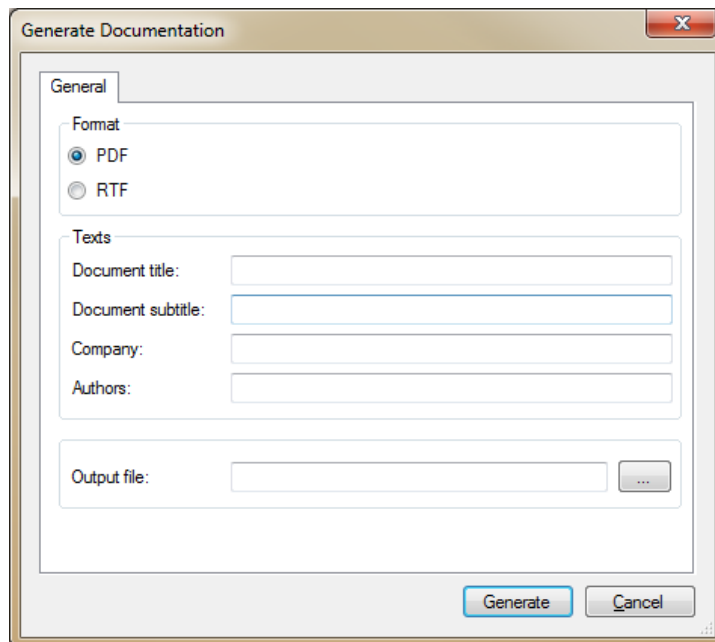 Generate Documentation
General
Format
PDF
RTF
Texts
Document title:
Document subtitle:
Company:
Authors:
Output file: ...
Generate Cancel